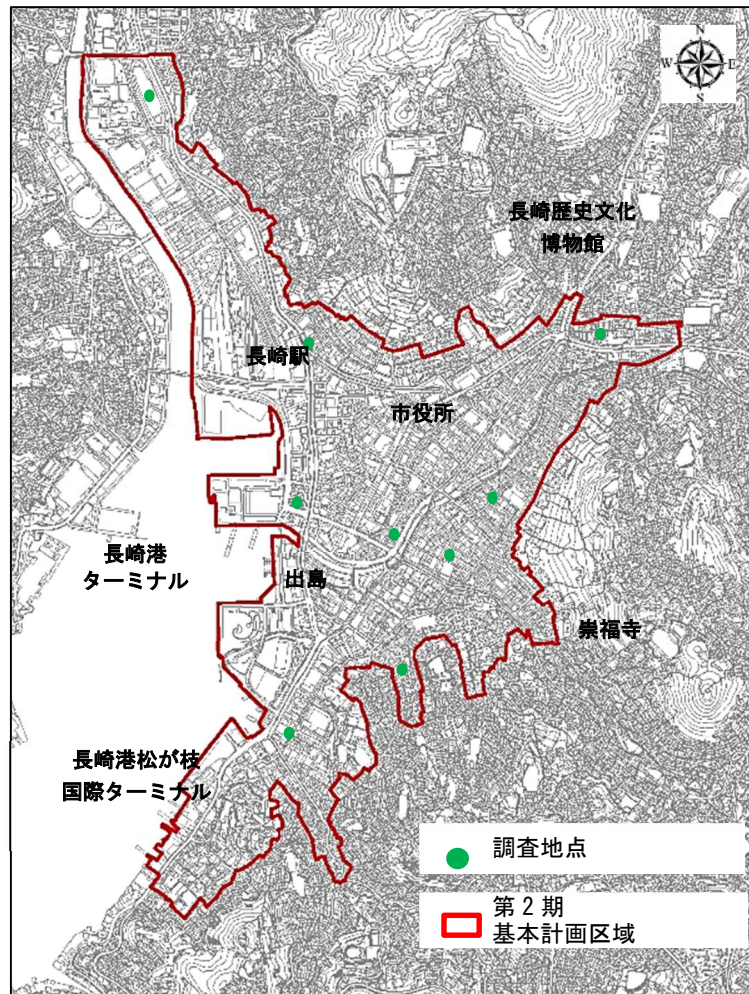 N
W E
S
長崎歴史文化
博物館
長崎駅
市役所
長崎港
ターミナル
出島
崇福寺
長崎港松が枝
国際ターミナル
調査地点
第2期
基本計画区域